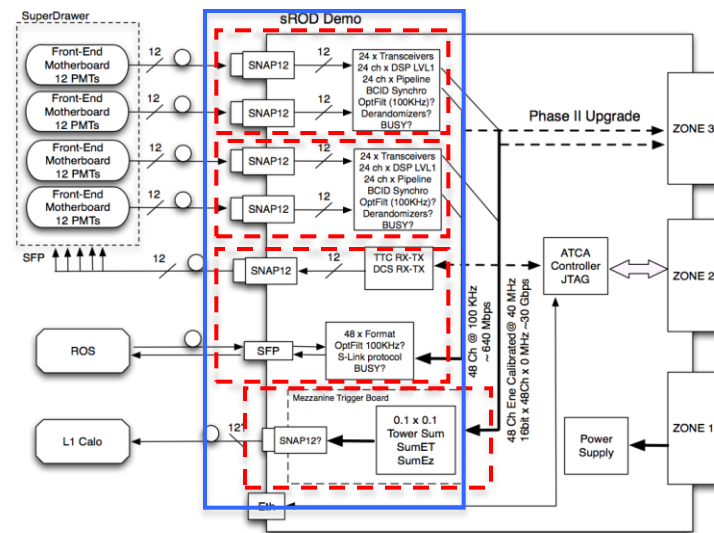 SuperDrawer
sROD Demo
Front-End
Motherboard
12 PMTs
12
SNAP12
12
24 x Transceivers
24 ch x DSP LVL1
24 ch x Pipeline
BCID Synchro
OptFilt (100KHz)?
Derandomizers?
BUSY?
Front-End
Motherboard
12 PMTs
12
SNAP12
12
Phase II Upgrade
ZONE 3
Front-End
Motherboard
12 PMTs
12
SNAP12
12
24 x Transceivers
24 ch x DSP LVL1
24 ch x Pipeline
BCID Synchro
OptFilt (100KHz)?
Derandomizers?
BUSY?
Front-End
Motherboard
12 PMTs
12
SNAP12
12
SFP
12
SNAP12
12
TTC RX-TX
DCS RX-TX
ATCA
Controller
JTAG
ZONE 2
48 Ch @ 100 KHz
~ 640 Mbps
48 Ch Ene Calibrated @ 40 MHz
16bit x 48Ch x 0 MHz ~30 Gbps
ROS
SFP
48 x Format
OptFilt 100KHz?
S-Link protocol
BUSY?
Mezzanine Trigger Board
L1 Calo
12?
SNAP12?
0.1 x 0.1
Tower Sum
SumET
SumEz
Power
Supply
ZONE 1
Eth